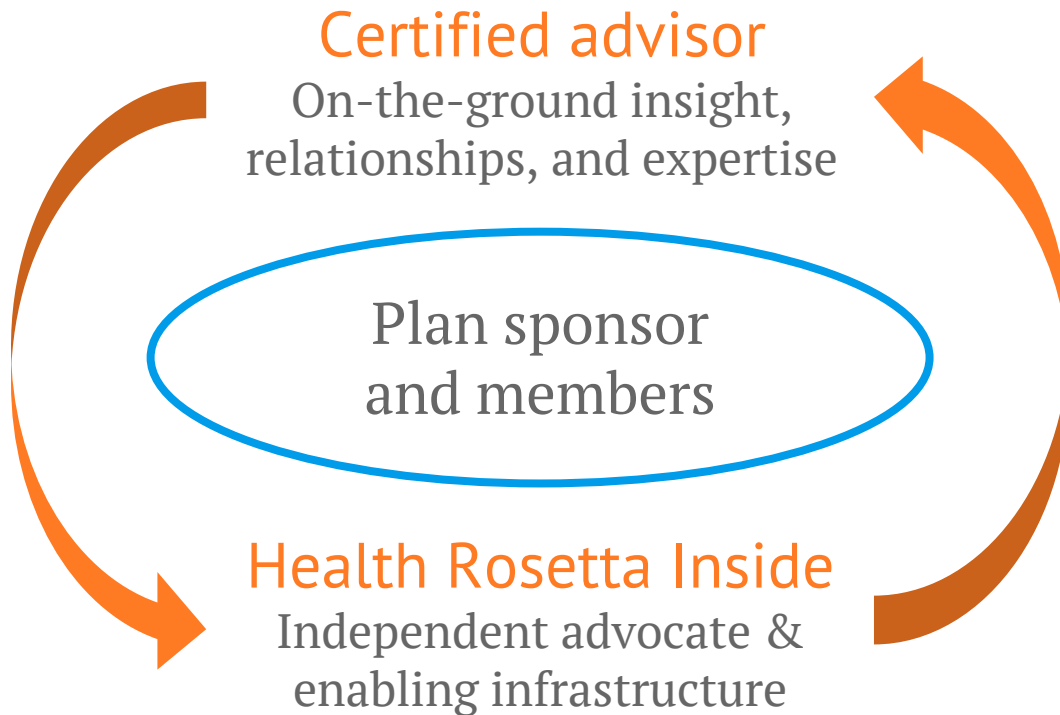 Certified advisor
On-the-ground insight,
relationships, and expertise
Plan sponsor
and members
Health Rosetta Inside
Independent advocate &
enabling infrastructure